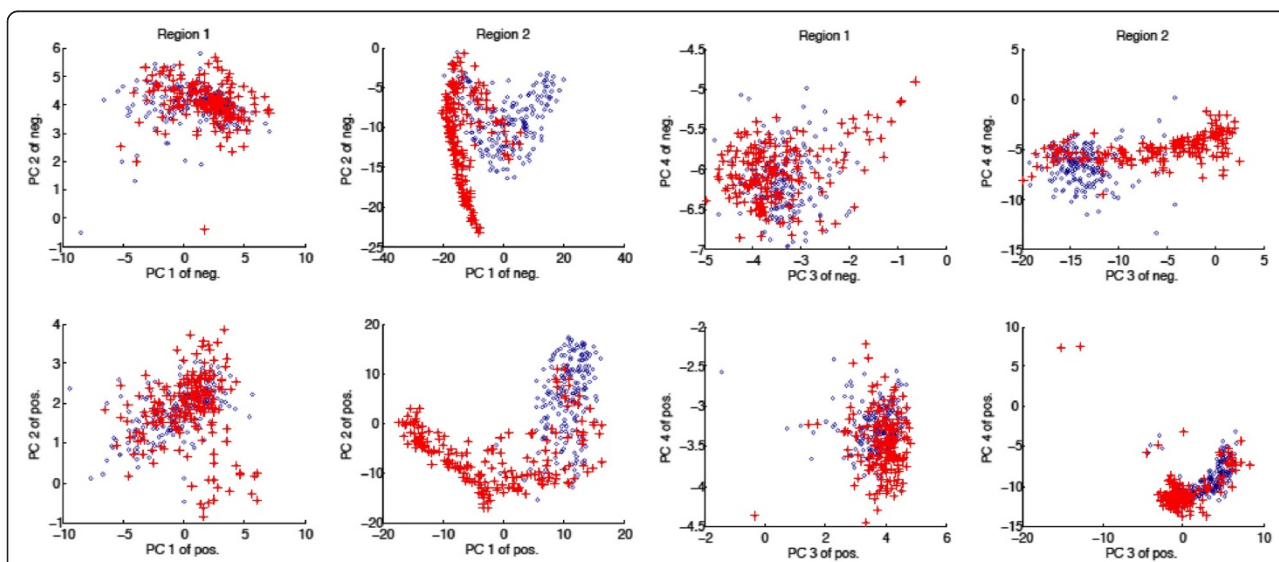 Region 1
6
5
4
3
2
1
0
−1
−10 −5 0 5 10
PC 2 of neg.
PC 1 of neg.
Region 2
0
−5
−10
−15
−20
−25
−40 −20 0 20 40
PC 2 of neg.
PC 1 of neg.
Region 1
−4.5
−5
−5.5
−6
−6.5
−7
−5 −4 −3 −2 −1 0
PC 4 of neg.
PC 3 of neg.
Region 2
5
0
−5
−10
−15
−20 −15 −10 −5 0 5
PC 4 of neg.
PC 3 of neg.
4
3
2
1
0
−1
−10 −5 0 5 10
PC 2 of pos.
PC 1 of pos.
20
10
0
−10
−20
−20 −10 0 10 20
PC 2 of pos.
PC 1 of pos.
−2
−2.5
−3
−3.5
−4
−4.5
−2 0 2 4 6
PC 4 of pos.
PC 3 of pos.
10
5
0
−5
−10
−15
−20 −10 0 10
PC 4 of pos.
PC 3 of pos.